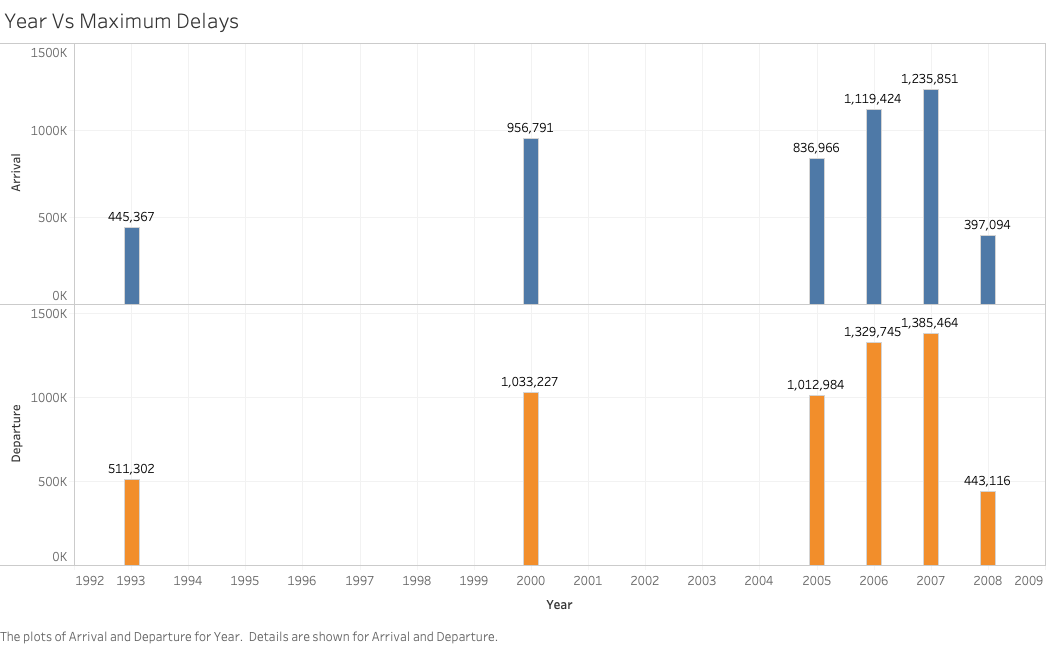 Year Vs Maximum Delays
1500K
1000K
500K
0K
Arrival
445,367
956,791
836,966
1,119,424
1,235,851
397,094
1500K
1000K
500K
0K
Departure
511,302
1,033,227
1,012,984
1,329,745
1,385,464
443,116
1992 1993 1994 1995 1996 1997 1998 1999 2000 2001 2002 2003 2004 2005 2006 2007 2008 2009
Year
The plots of Arrival and Departure for Year.  Details are shown for Arrival and Departure.